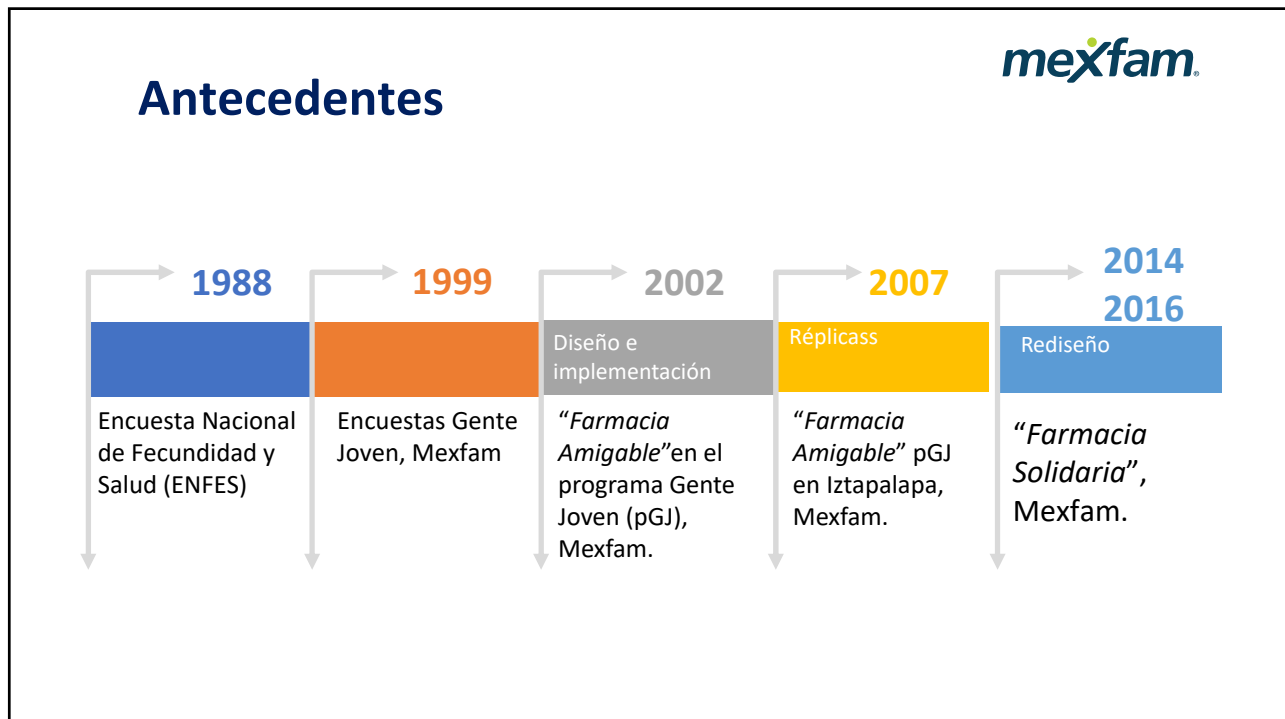 mexfam®
Antecedentes
1988
Encuesta Nacional
de Fecundidad y
Salud (ENFES)
1999
Encuestas Gente
Joven, Mexfam
2002
Diseño e
implementación
“Farmacia
Amigable”en el
programa Gente
Joven (pGJ),
Mexfam.
2007
Réplicass
“Farmacia
Amigable” pGJ
en Iztapalapa,
Mexfam.
2014
2016
Rediseño
“Farmacia
Solidaria”,
Mexfam.